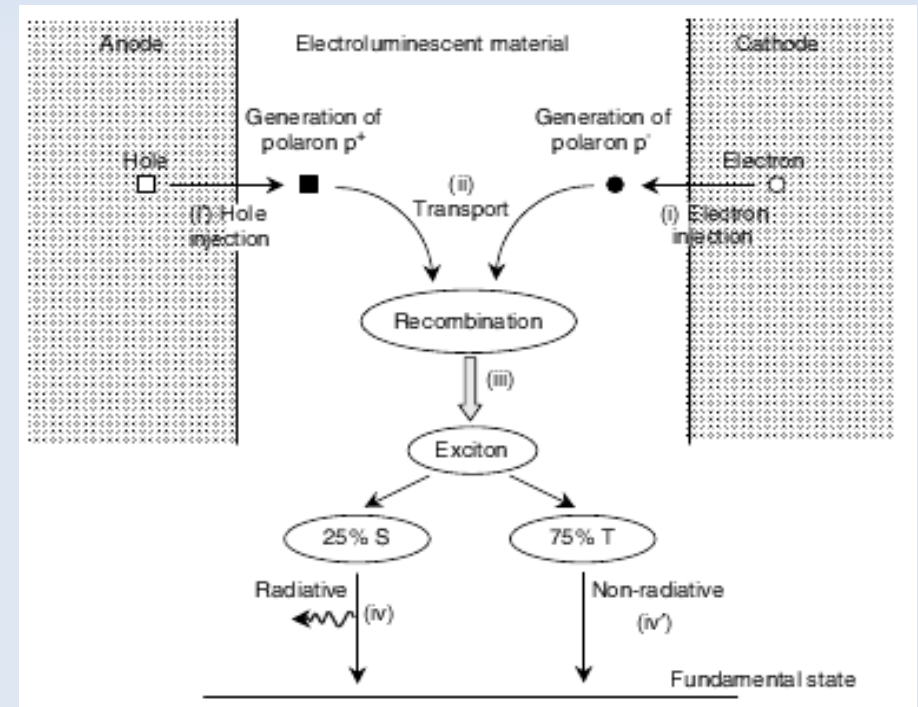 Anode
Electroluminescent material
Cathode
Generation of
polaron p⁺
Generation of
polaron p⁻
Hole
Electron
(ii)
Transport
(i') Hole
injection
(i) Electron
injection
Recombination
(iii)
Exciton
25% S
75% T
Radiative
(iv)
Non-radiative
(iv')
Fundamental state